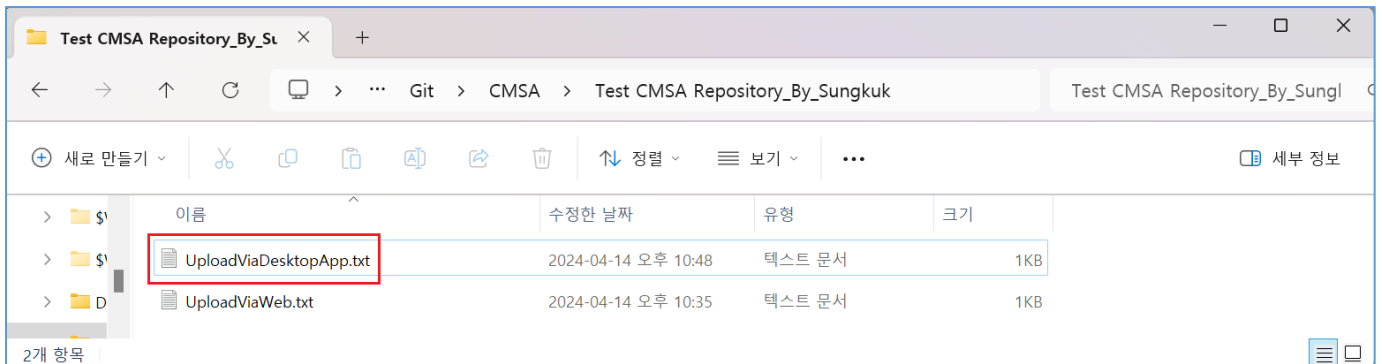 Test CMSA Repository_By_Su
Git > CMSA > Test CMSA Repository_By_Sungkuk
Test CMSA Repository_By_Sungl
새로 만들기
정렬
보기
세부 정보
이름 수정한 날짜 유형 크기
UploadViaDesktopApp.txt 2024-04-14 오후 10:48 텍스트 문서 1KB
UploadViaWeb.txt 2024-04-14 오후 10:35 텍스트 문서 1KB
2개 항목